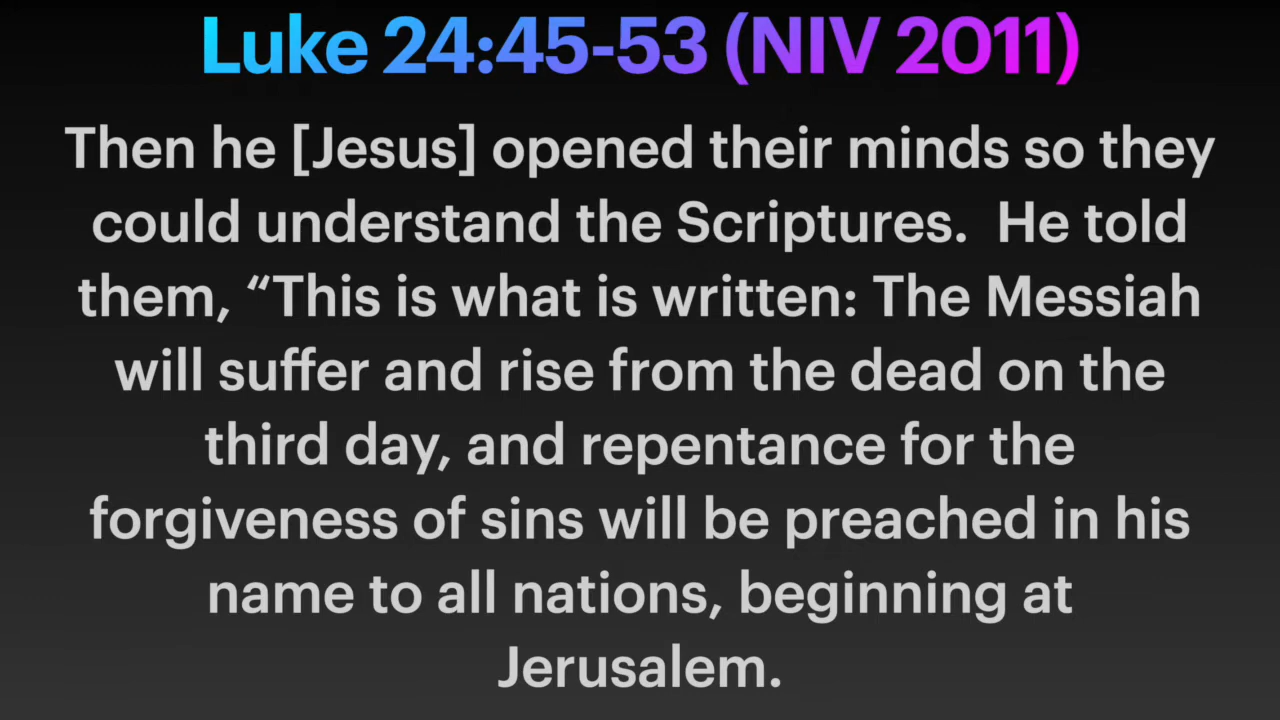 Luke 24:45-53 (NIV 2011)
Then he [Jesus] opened their minds so they
could understand the Scriptures.  He told
them, “This is what is written: The Messiah
will suffer and rise from the dead on the
third day, and repentance for the
forgiveness of sins will be preached in his
name to all nations, beginning at
Jerusalem.